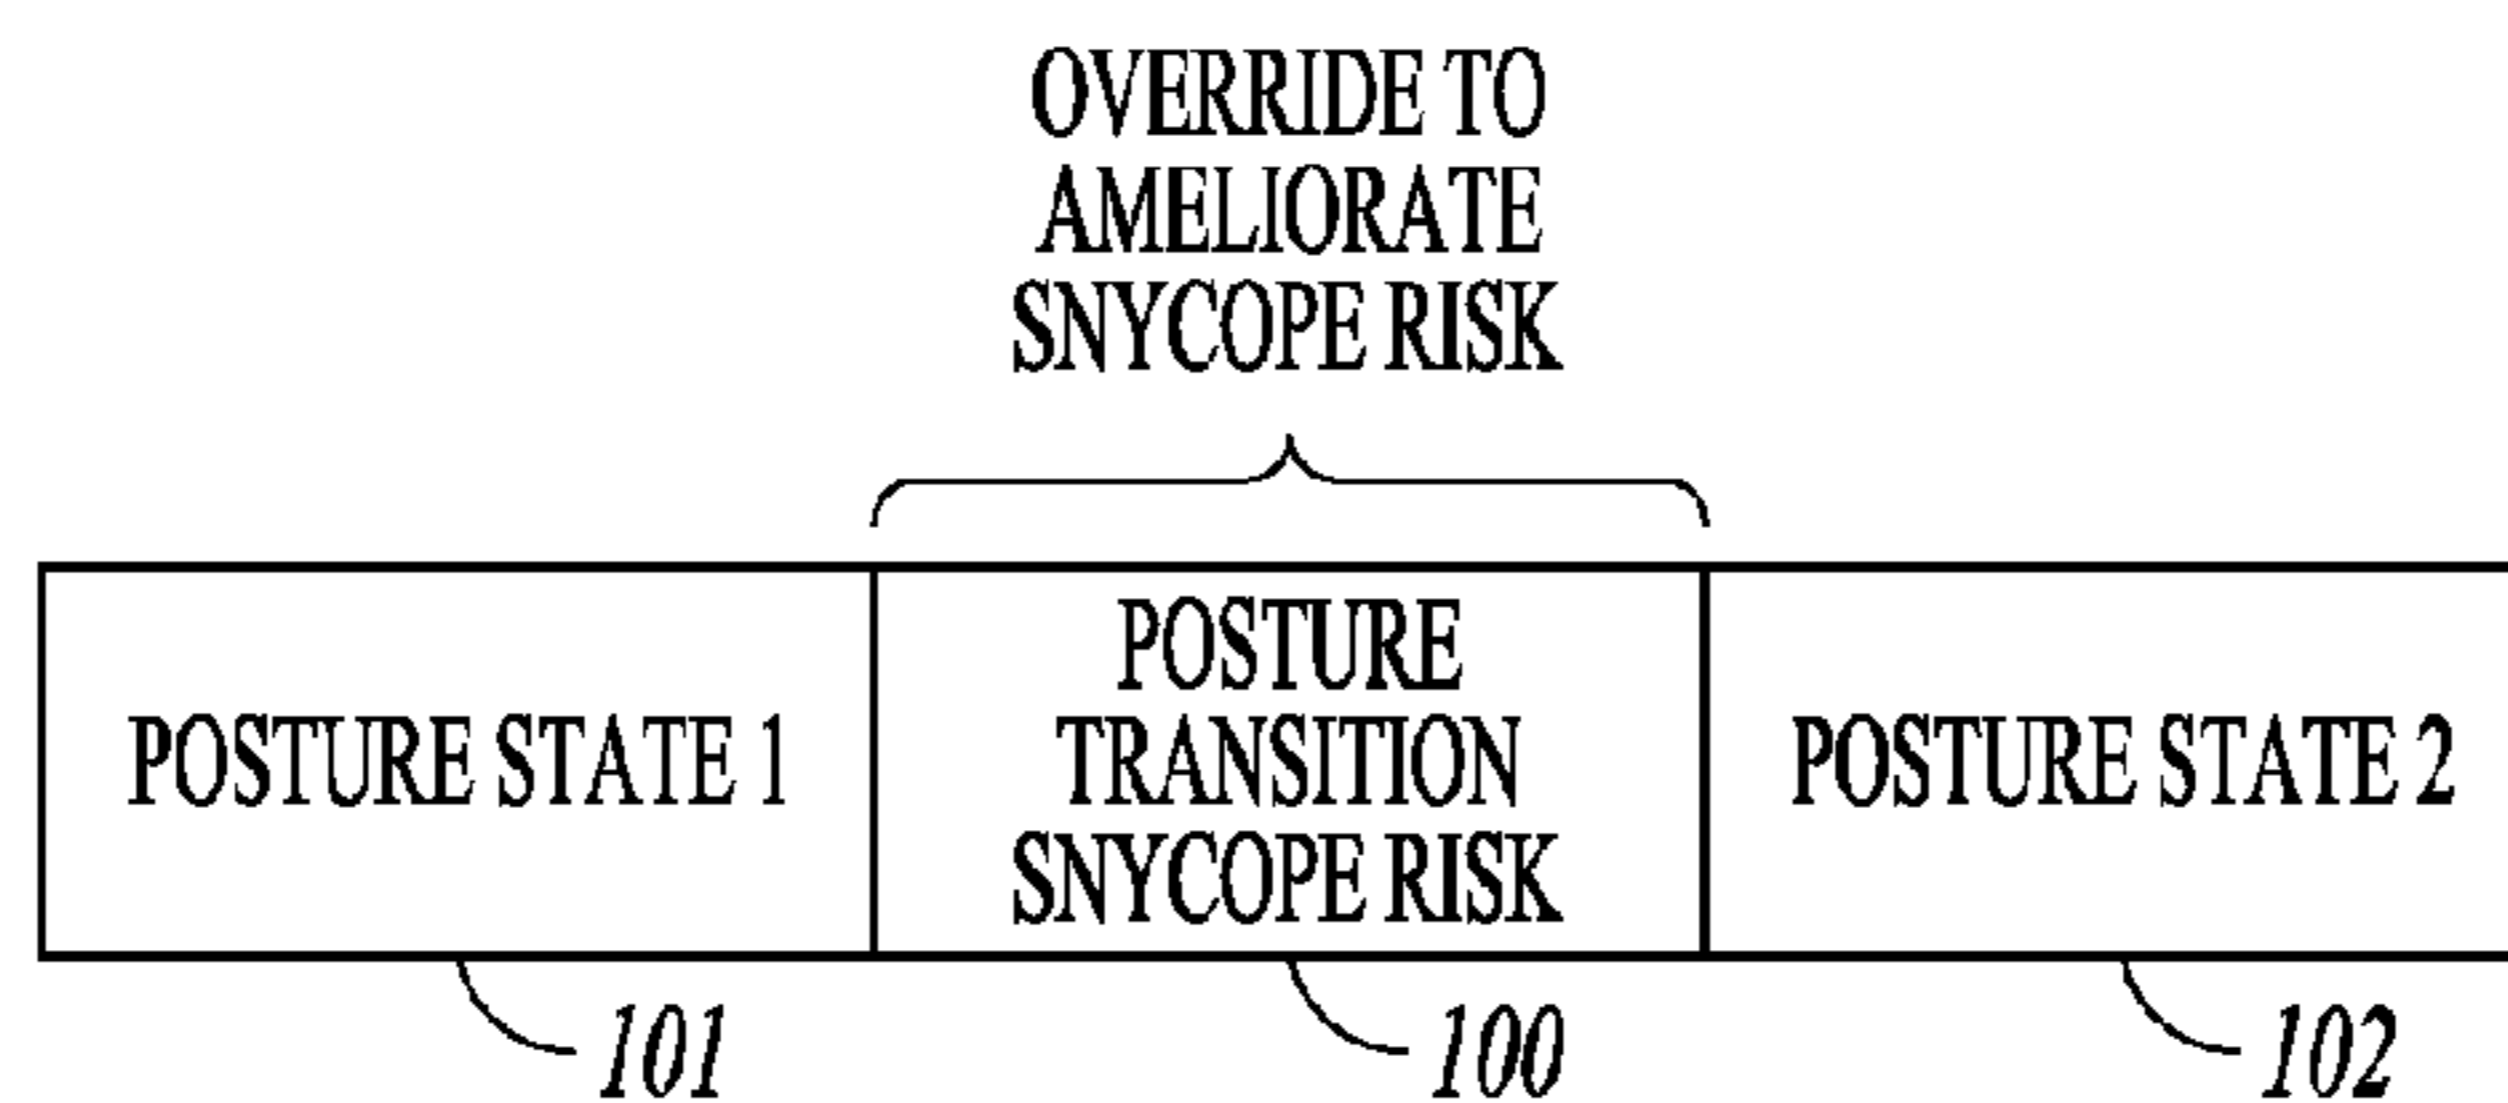 OVERRIDE TO
AMELIORATE
SNYCOPE RISK
POSTURE STATE 1
POSTURE
TRANSITION
SNYCOPE RISK
POSTURE STATE 2
101
100
102